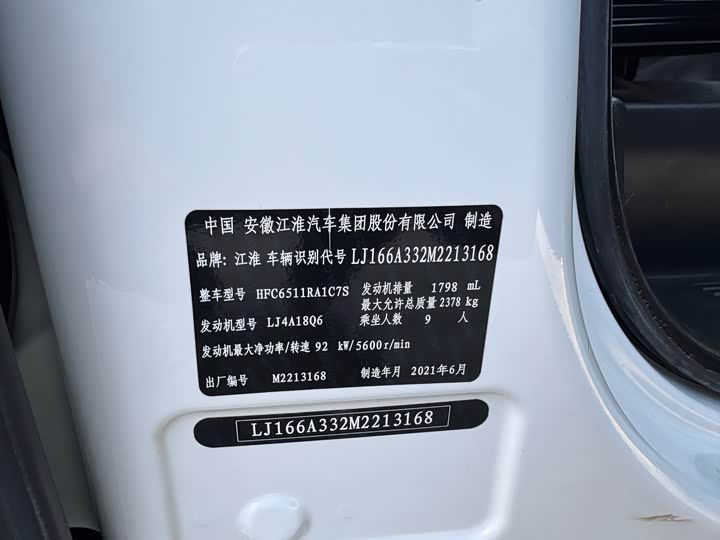 中国 安徽江淮汽车集团股份有限公司 制造
品牌：江淮 车辆识别代号 LJ166A332M2213168
整车型号 HFC6511RA1C7S 发动机排量 1798 mL
最大允许总质量 2378 kg
发动机型号 LJ4A18Q6 乘坐人数 9 人
发动机最大净功率/转速 92 kW/5600r/min
出厂编号 M2213168 制造年月 2021年6月
LJ166A332M2213168